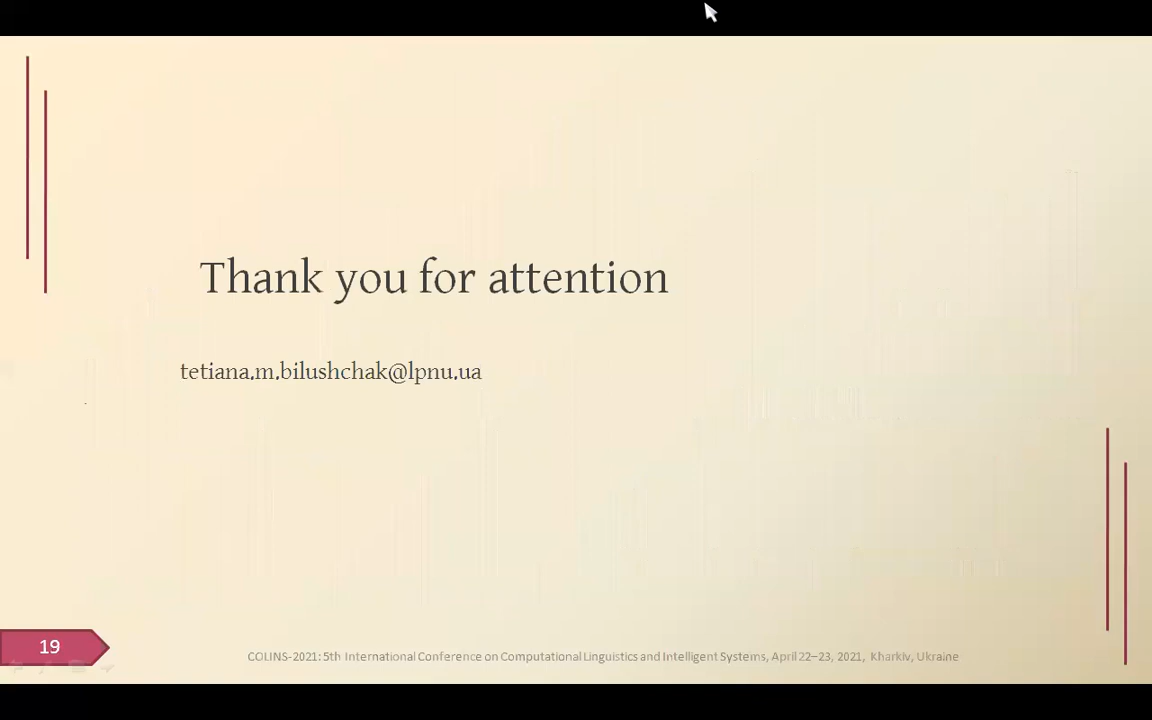 Thank you for attention
tetiana.m.bilushchak@lpnu.ua
19
COLINS-2021: 5th International Conference on Computational Linguistics and Intelligent Systems, April 22–23, 2021, Kharkiv, Ukraine